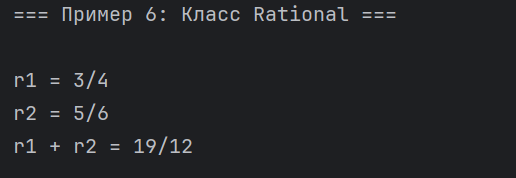 === Пример 6: Класс Rational ===
r1 = 3/4
r2 = 5/6
r1 + r2 = 19/12